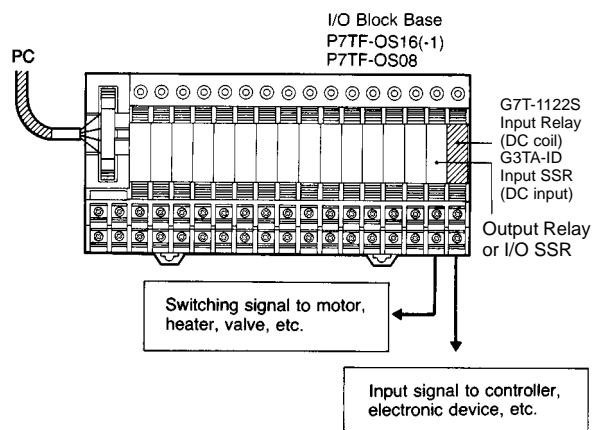 I/O Block Base
P7TF-OS16(-1)
P7TF-OS08
PC
G7T-1122S
Input Relay
(DC coil)
G3TA-ID
Input SSR
(DC input)
Output Relay
or I/O SSR
Switching signal to motor,
heater, valve, etc.
Input signal to controller,
electronic device, etc.